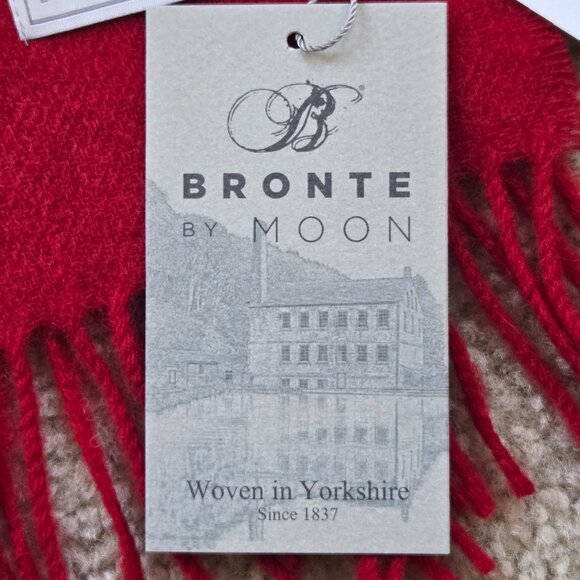 B®
BRONTE
BY MOON
Woven in Yorkshire
Since 1837